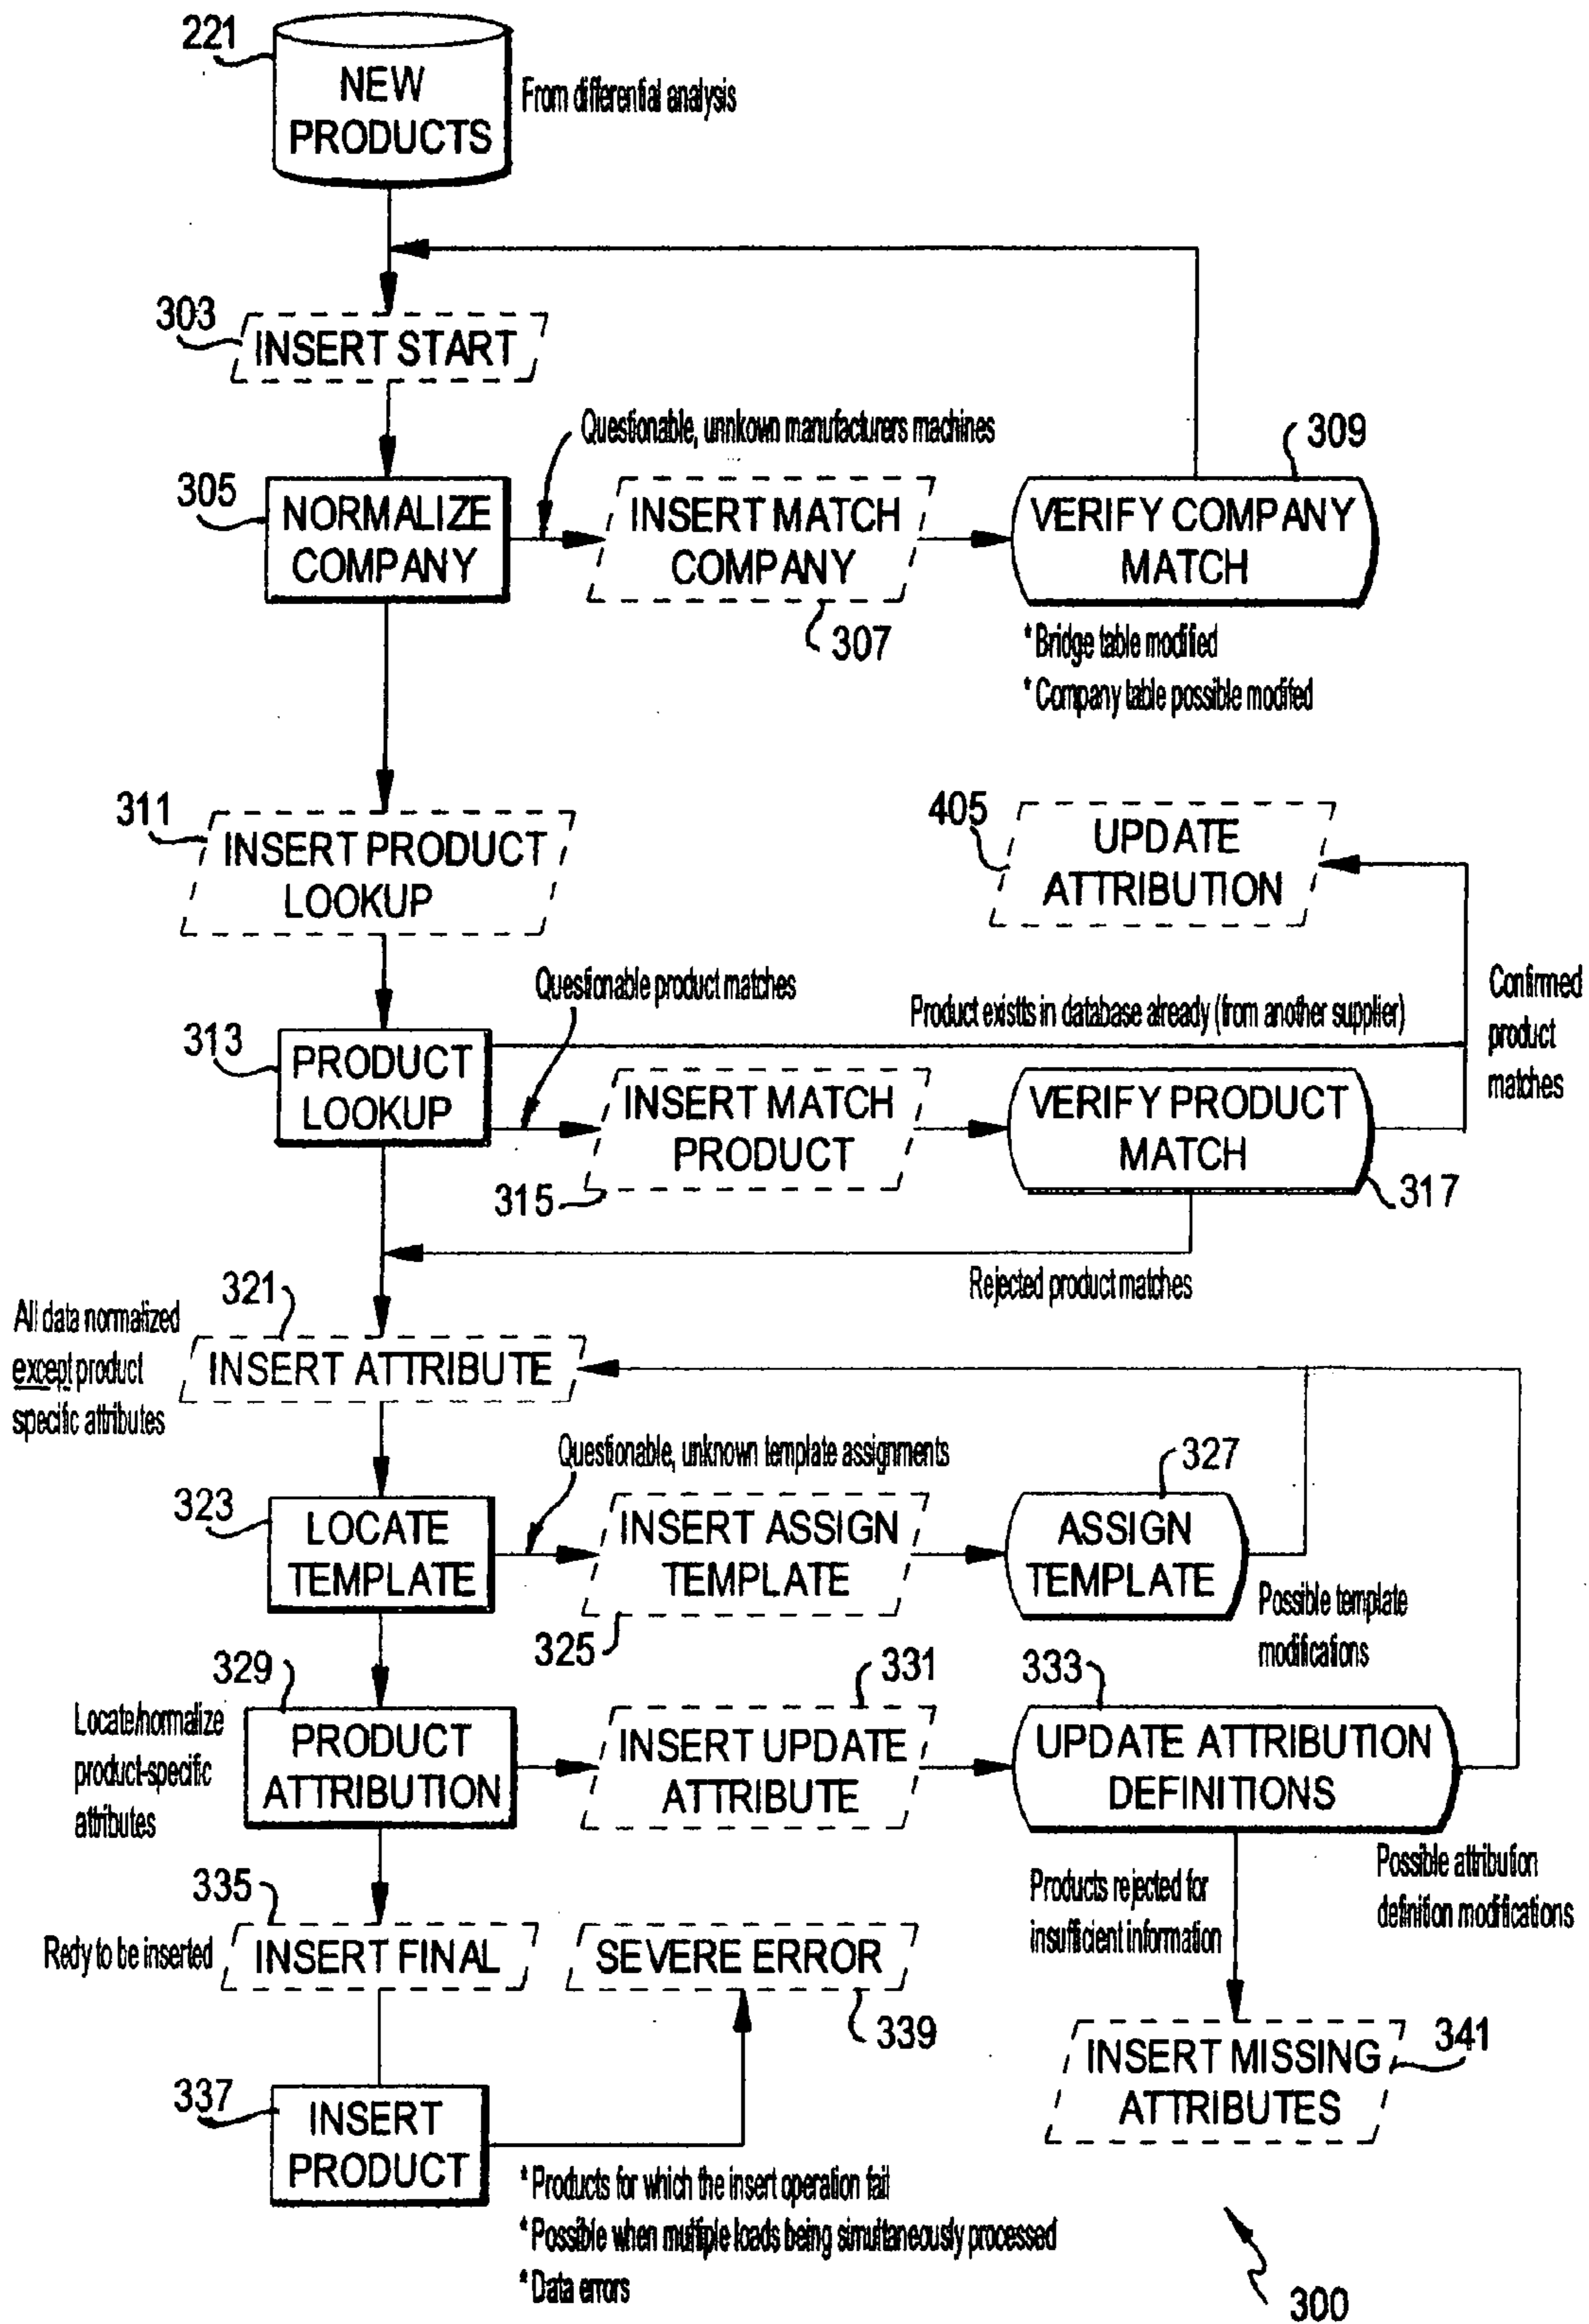 221
NEW
PRODUCTS
From differential analysis
303
INSERT START
Questionable, unnkown manufacturers machines
305
NORMALIZE
COMPANY
INSERT MATCH
COMPANY
307
309
VERIFY COMPANY
MATCH
* Bridge table modified
* Company table possible modifed
311
INSERT PRODUCT
LOOKUP
405
UPDATE
ATTRIBUTION
Questionable product matches
Product existts in database already (from another supplier)
Confirmed
product
matches
313
PRODUCT
LOOKUP
INSERT MATCH
PRODUCT
315
VERIFY PRODUCT
MATCH
317
Rejected product matches
321
All data normalized
except product
specific attributes
INSERT ATTRIBUTE
Questionable, unknown template assignments
323
LOCATE
TEMPLATE
INSERT ASSIGN
TEMPLATE
325
327
ASSIGN
TEMPLATE
Possible template
modifications
329
Locate/normalize
product-specific
attributes
PRODUCT
ATTRIBUTION
331
INSERT UPDATE
ATTRIBUTE
333
UPDATE ATTRIBUTION
DEFINITIONS
Products rejected for
insufficient information
Possible attribution
definition modifications
335
Redy to be inserted
INSERT FINAL
SEVERE ERROR
339
341
INSERT MISSING
ATTRIBUTES
337
INSERT
PRODUCT
* Products for which the insert operation fail
* Possible when multiple loads being simultaneously processed
* Data errors
300